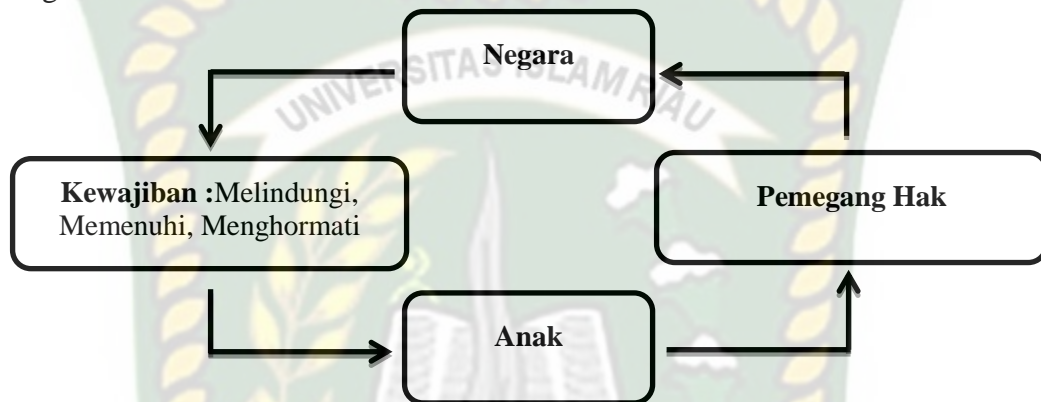 Negara
UNIVERSITAS ISLAM RIAU
Kewajiban :Melindungi,
Memenuhi, Menghormati
Pemegang Hak
Anak